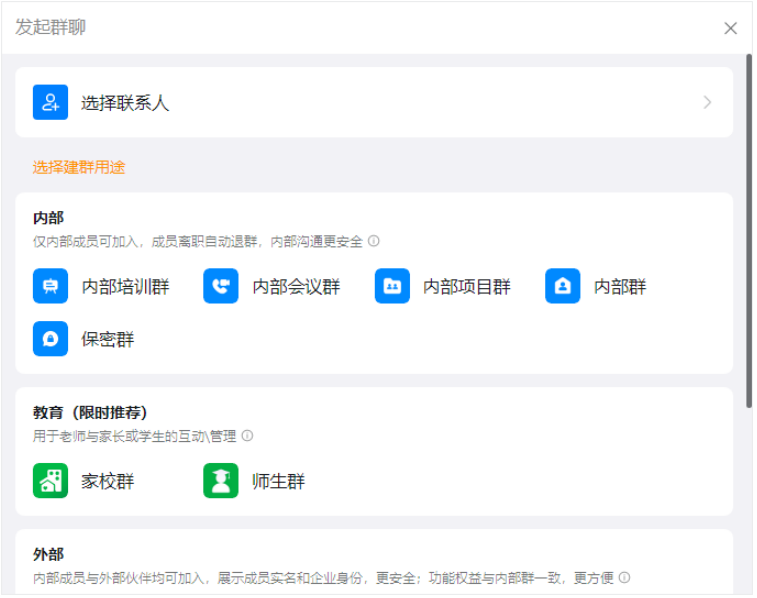 发起群聊
选择联系人
选择建群用途
内部
仅内部成员可加入，成员离职自动退群，内部沟通更安全
内部培训群 内部会议群 内部项目群 内部群
保密群
教育（限时推荐）
用于老师与家长或学生的互动\管理
家校群 师生群
外部
内部成员与外部伙伴均可加入，展示成员实名和企业身份，更安全；功能权益与内部群一致，更方便